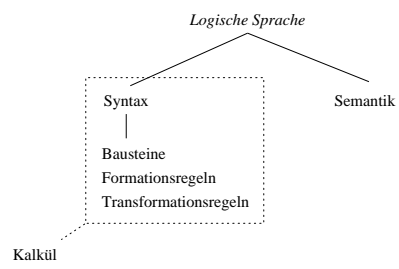 Logische Sprache
Syntax
Semantik
Bausteine
Formationsregeln
Transformationsregeln
Kalkül